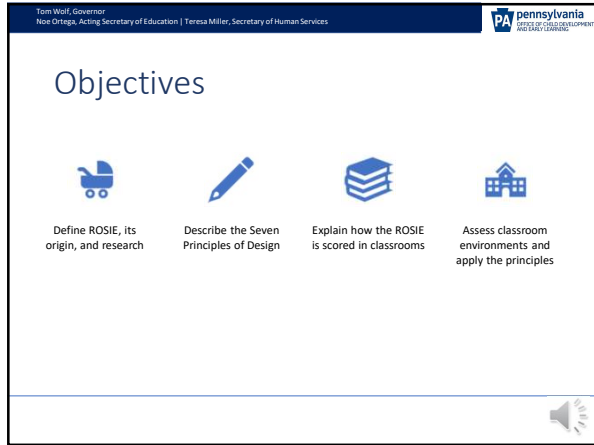 Tom Wolf, Governor
Noe Ortega, Acting Secretary of Education | Teresa Miller, Secretary of Human Services
PA pennsylvania
OFFICE OF CHILD DEVELOPMENT
AND EARLY LEARNING
Objectives
Define ROSIE, its
origin, and research
Describe the Seven
Principles of Design
Explain how the ROSIE
is scored in classrooms
Assess classroom
environments and
apply the principles